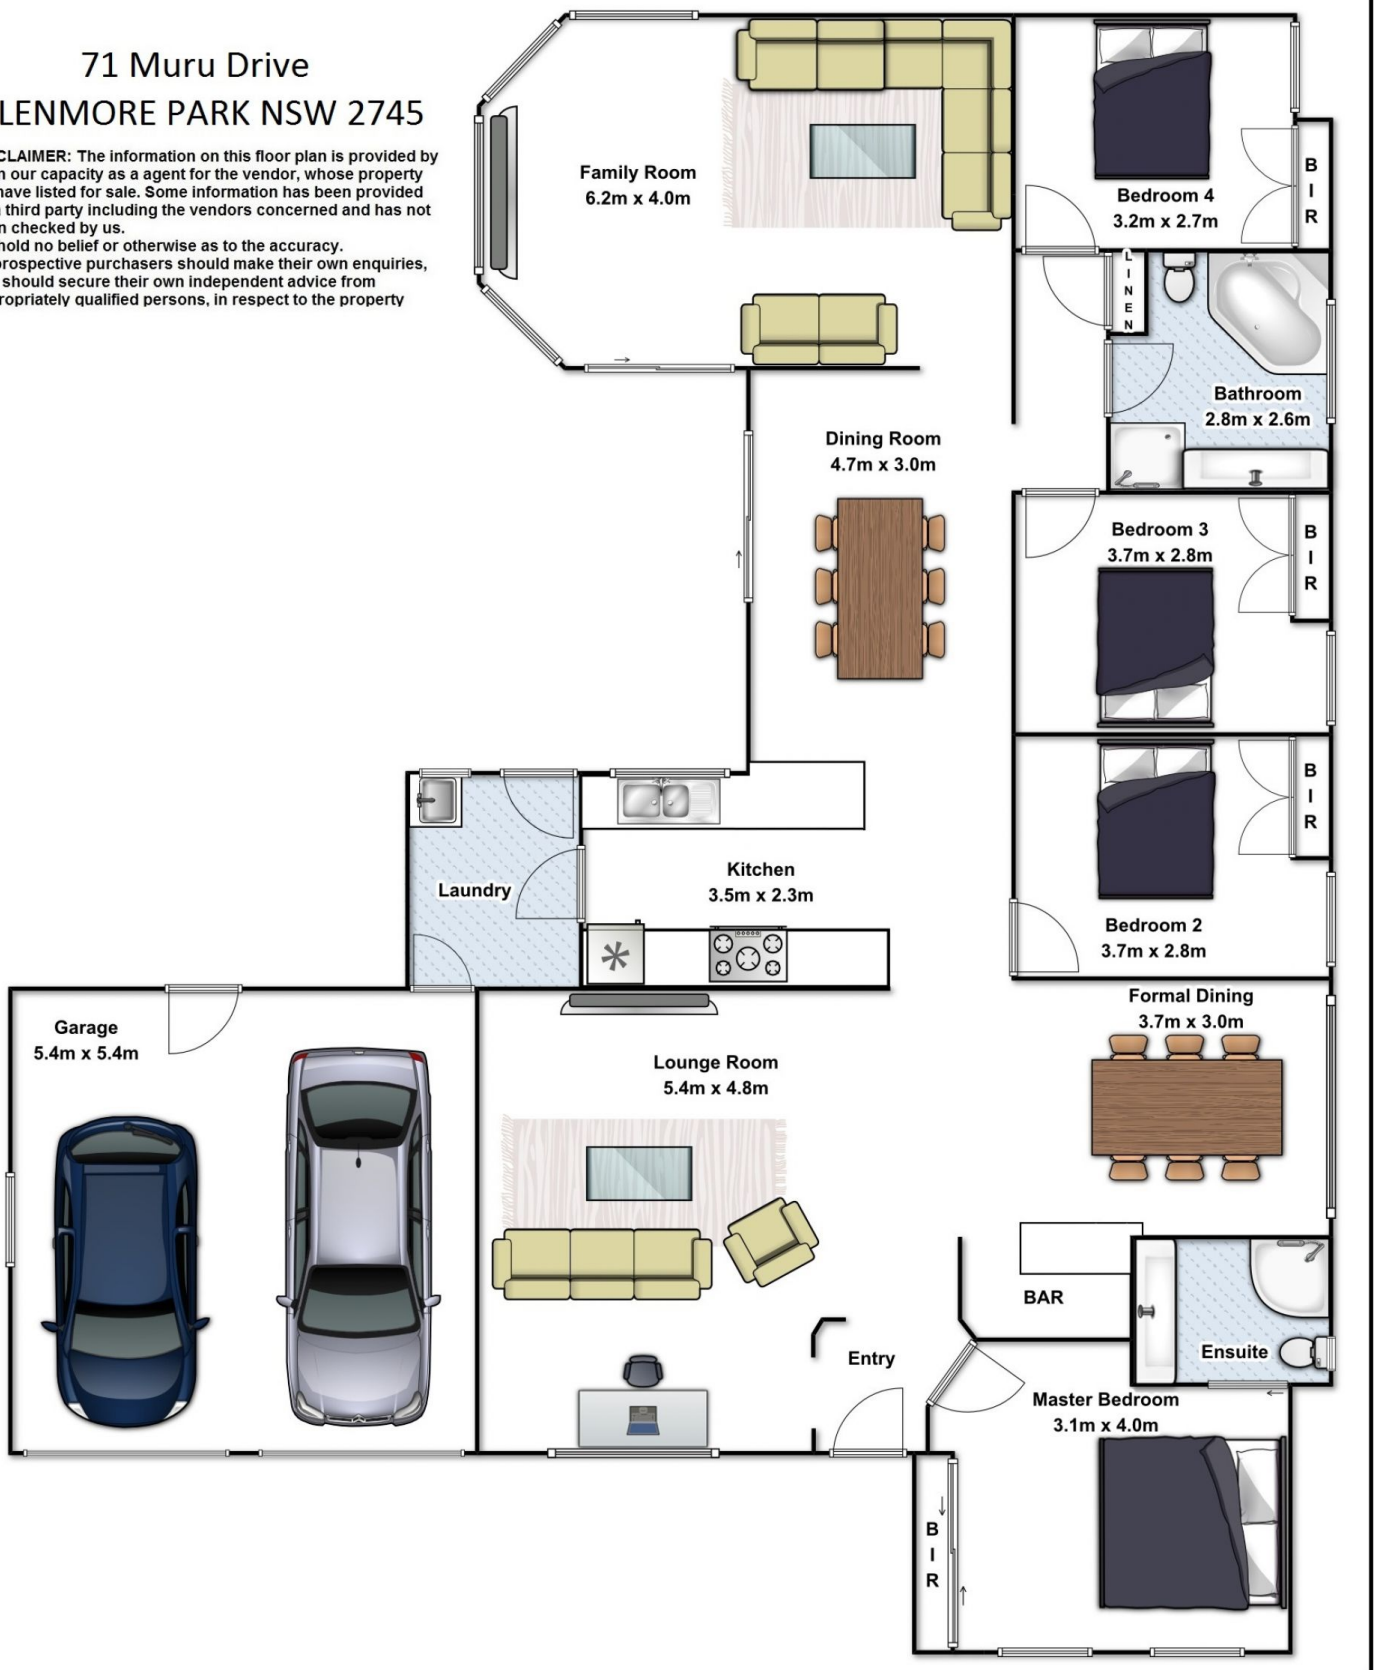 71 Muru Drive
LENMORE PARK NSW 2745
CLAIMER: The information on this floor plan is provided by
our capacity as a agent for the vendor, whose property
have listed for sale. Some information has been provided
third party including the vendors concerned and has not
n checked by us.
hold no belief or otherwise as to the accuracy.
prospective purchasers should make their own enquiries,
should secure their own independent advice from
ropriately qualified persons, in respect to the property
Family Room
6.2m x 4.0m
Bedroom 4
3.2m x 2.7m
BIR
LINEN
Bathroom
2.8m x 2.6m
Dining Room
4.7m x 3.0m
Bedroom 3
3.7m x 2.8m
BIR
BIR
Laundry
Kitchen
3.5m x 2.3m
Bedroom 2
3.7m x 2.8m
Formal Dining
3.7m x 3.0m
Garage
5.4m x 5.4m
Lounge Room
5.4m x 4.8m
BAR
Entry
Ensuite
Master Bedroom
3.1m x 4.0m
BIR